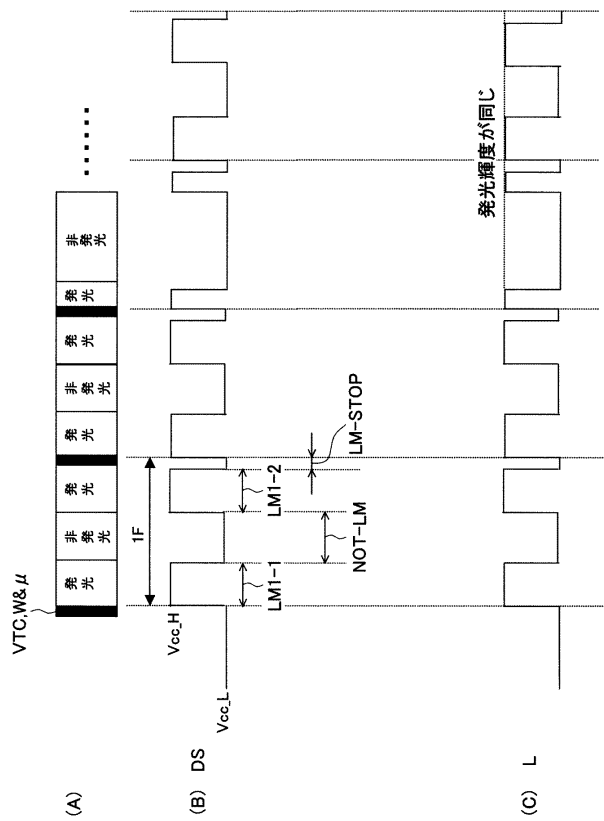 (A)
VTC,W&μ
発光
非発光
発光
発光
非発光
発光
発光
非発光
••••••
1F
(B)
DS
Vcc_H
Vcc_L
LM1-1
LM1-2
NOT-LM
LM-STOP
(C)
L
発光輝度が同じ